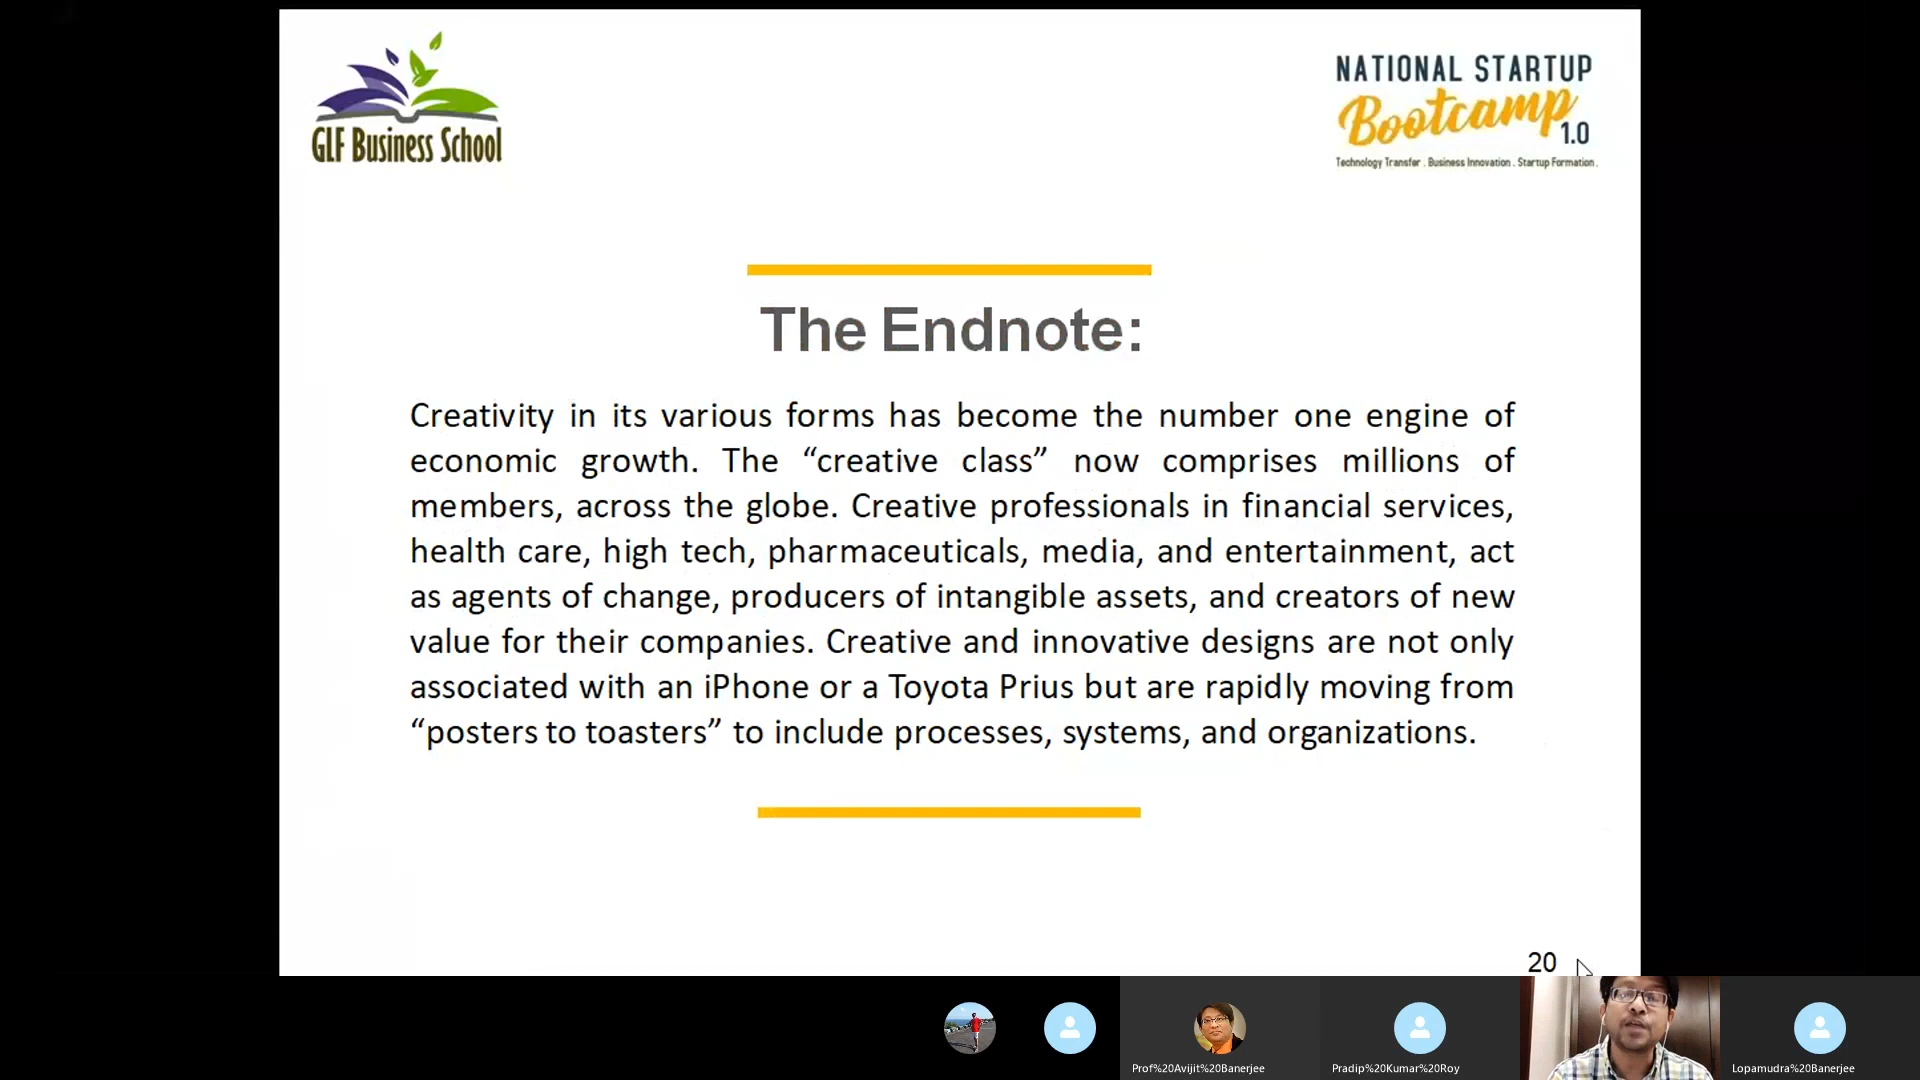 GLF Business School
NATIONAL STARTUP
Bootcamp
1.0
Technology Transfer . Business Innovation . Startup Formation .
The Endnote:
Creativity in its various forms has become the number one engine of
economic growth. The “creative class” now comprises millions of
members, across the globe. Creative professionals in financial services,
health care, high tech, pharmaceuticals, media, and entertainment, act
as agents of change, producers of intangible assets, and creators of new
value for their companies. Creative and innovative designs are not only
associated with an iPhone or a Toyota Prius but are rapidly moving from
“posters to toasters” to include processes, systems, and organizations.
20
Prof%20Avijit%20Banerjee
Pradip%20Kumar%20Roy
Lopamudra%20Banerjee